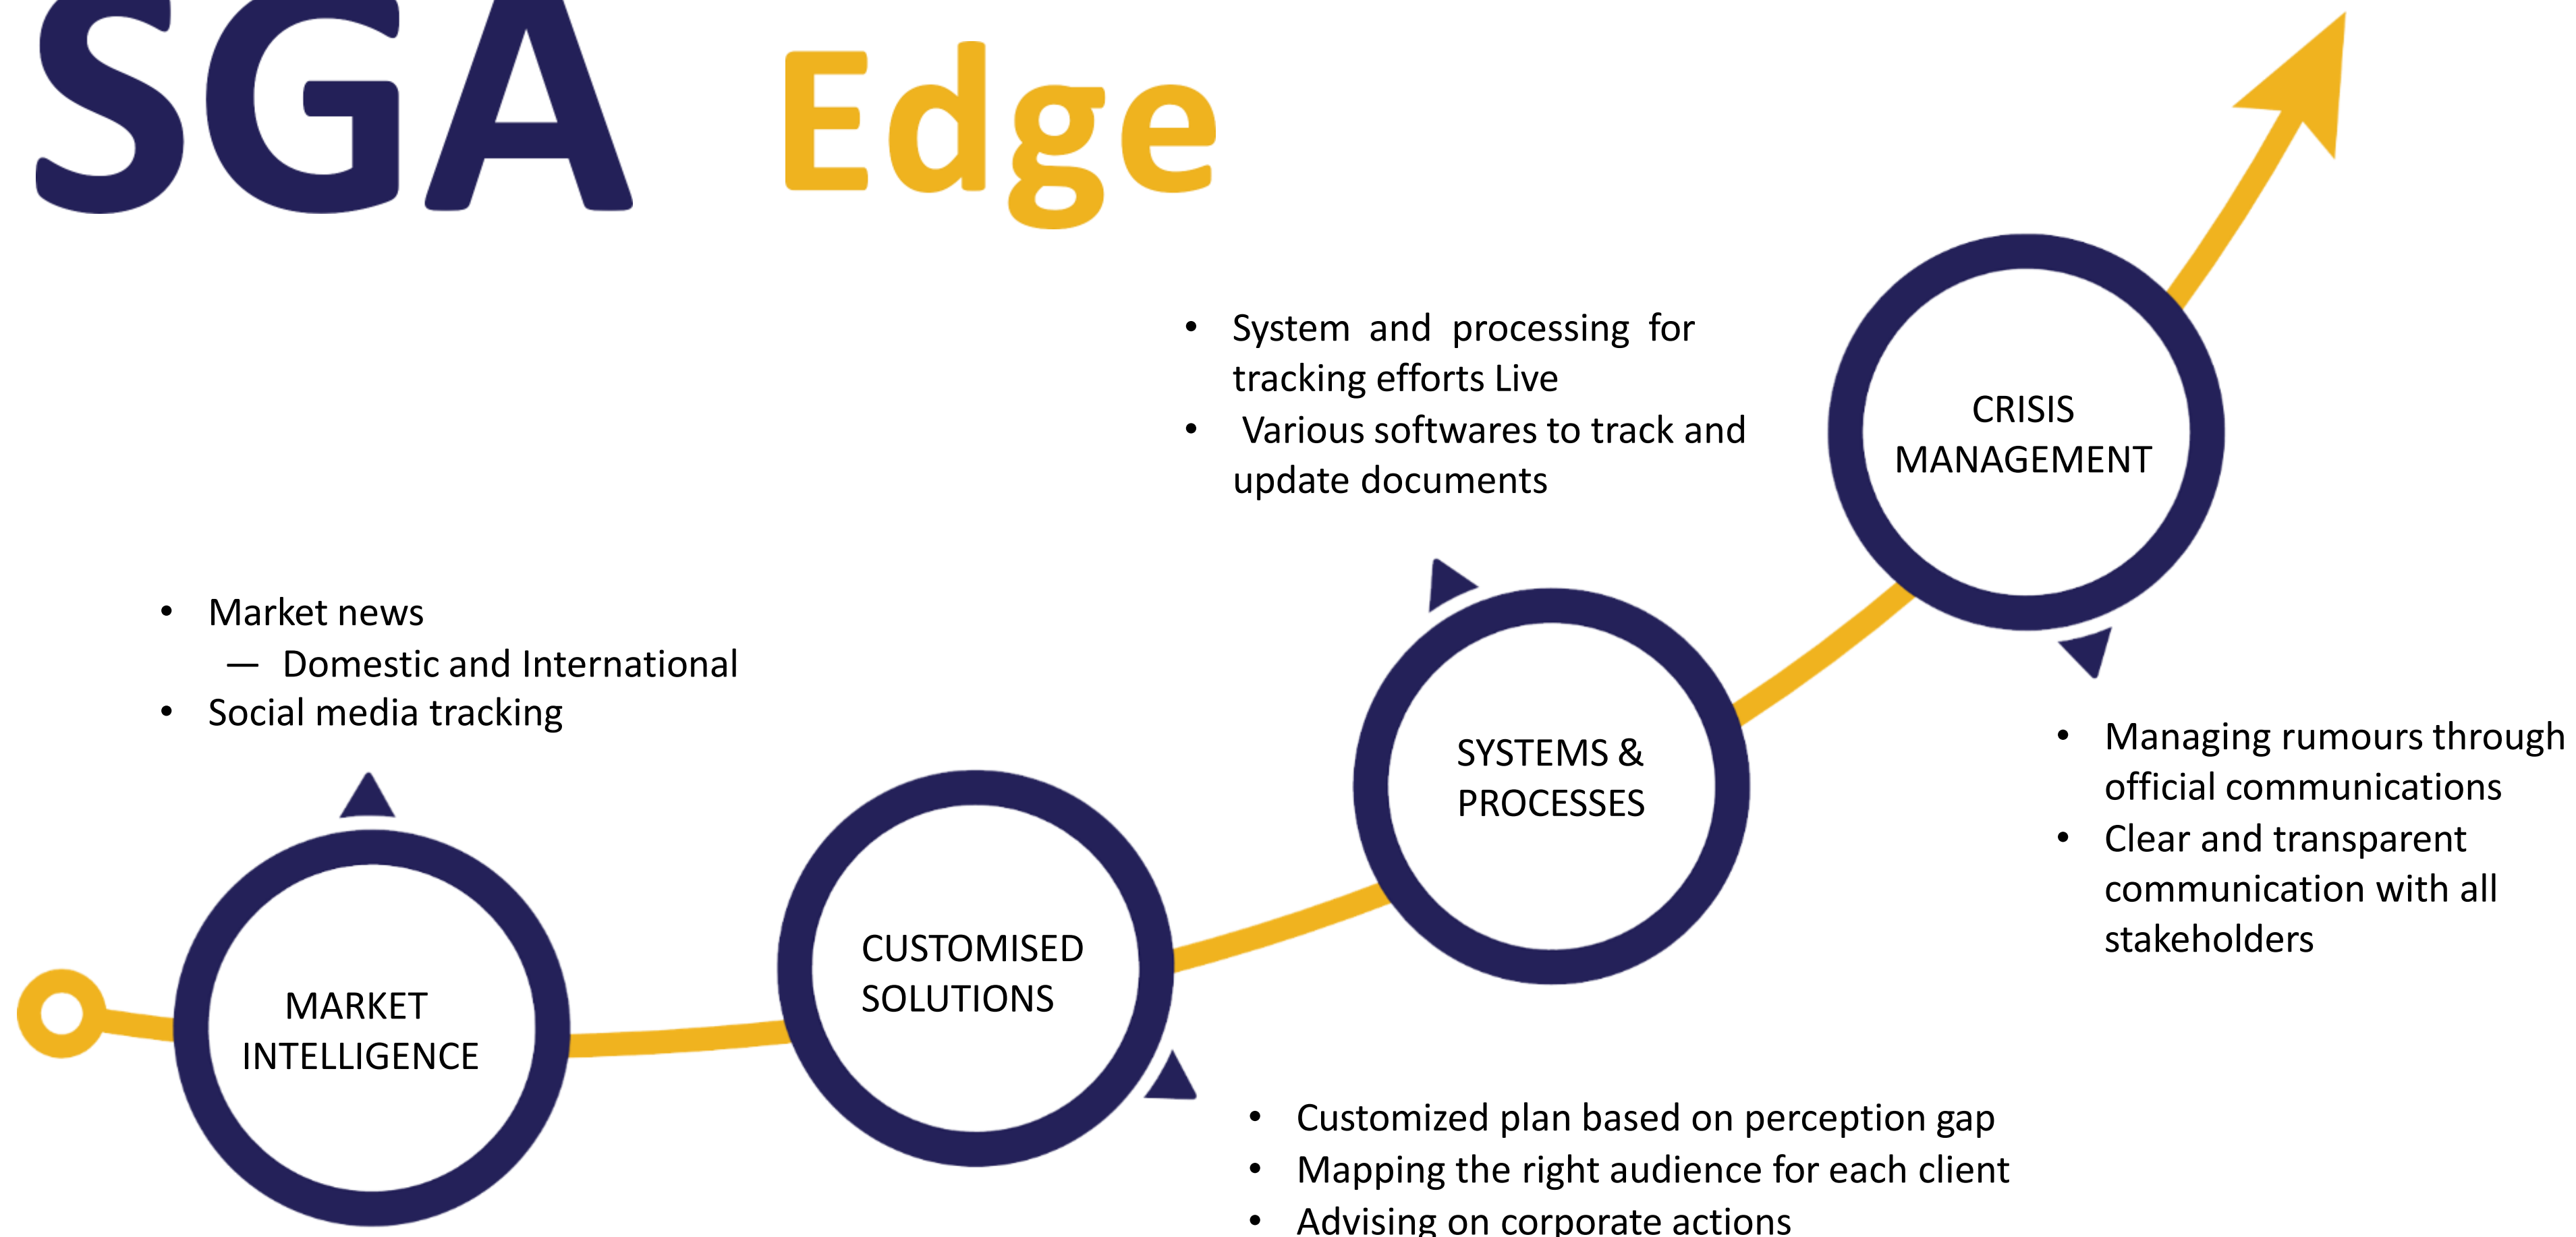 SGA Edge
• System and processing for
tracking efforts Live
• Various softwares to track and
update documents
CRISIS
MANAGEMENT
• Market news
— Domestic and International
• Social media tracking
SYSTEMS &
PROCESSES
• Managing rumours through
official communications
• Clear and transparent
communication with all
stakeholders
CUSTOMISED
SOLUTIONS
MARKET
INTELLIGENCE
• Customized plan based on perception gap
• Mapping the right audience for each client
• Advising on corporate actions